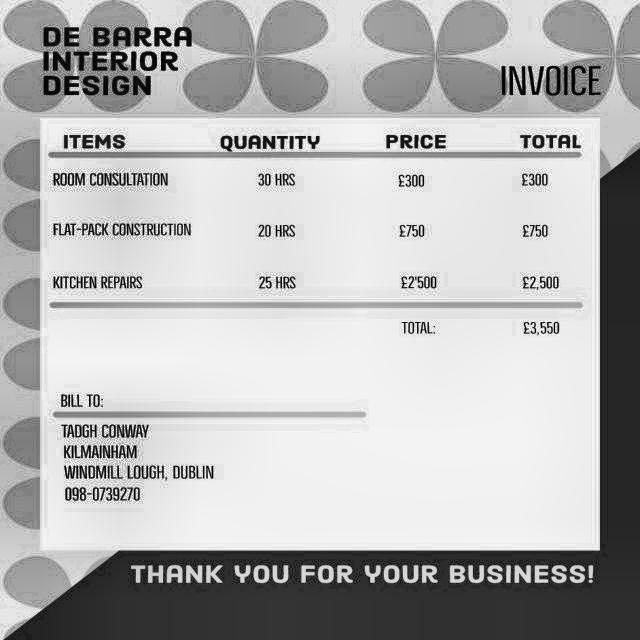 DE BARRA
INTERIOR
DESIGN
INVOICE
ITEMS QUANTITY PRICE TOTAL
ROOM CONSULTATION 30 HRS £300 £300
FLAT-PACK CONSTRUCTION 20 HRS £750 £750
KITCHEN REPAIRS 25 HRS £2'500 £2,500
TOTAL: £3,550
BILL TO:
TADGH CONWAY
KILMAINHAM
WINDMILL LOUGH, DUBLIN
098-0739270
THANK YOU FOR YOUR BUSINESS!